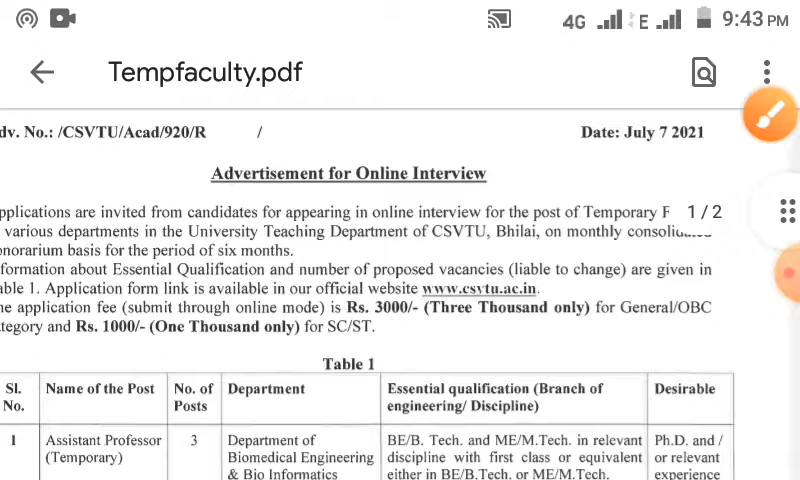 4G E 9:43 PM
Tempfaculty.pdf
dv. No.: /CSVTU/Acad/920/R / Date: July 7 2021
Advertisement for Online Interview
pplications are invited from candidates for appearing in online interview for the post of Temporary F 1 / 2
various departments in the University Teaching Department of CSVTU, Bhilai, on monthly
onorarium basis for the period of six months.
formation about Essential Qualification and number of proposed vacancies (liable to change) are given in
able 1. Application form link is available in our official website www.csvtu.ac.in.
he application fee (submit through online mode) is Rs. 3000/- (Three Thousand only) for General/OBC
ategory and Rs. 1000/- (One Thousand only) for SC/ST.
Table 1
Sl. Name of the Post No. of Department Essential qualification (Branch of Desirable
No. Posts engineering/ Discipline)
1 Assistant Professor 3 Department of BE/B. Tech. and ME/M.Tech. in relevant Ph.D. and /
(Temporary) Biomedical Engineering discipline with first class or equivalent or relevant
& Bio Informatics either in BE/B.Tech. or ME/M.Tech. experience